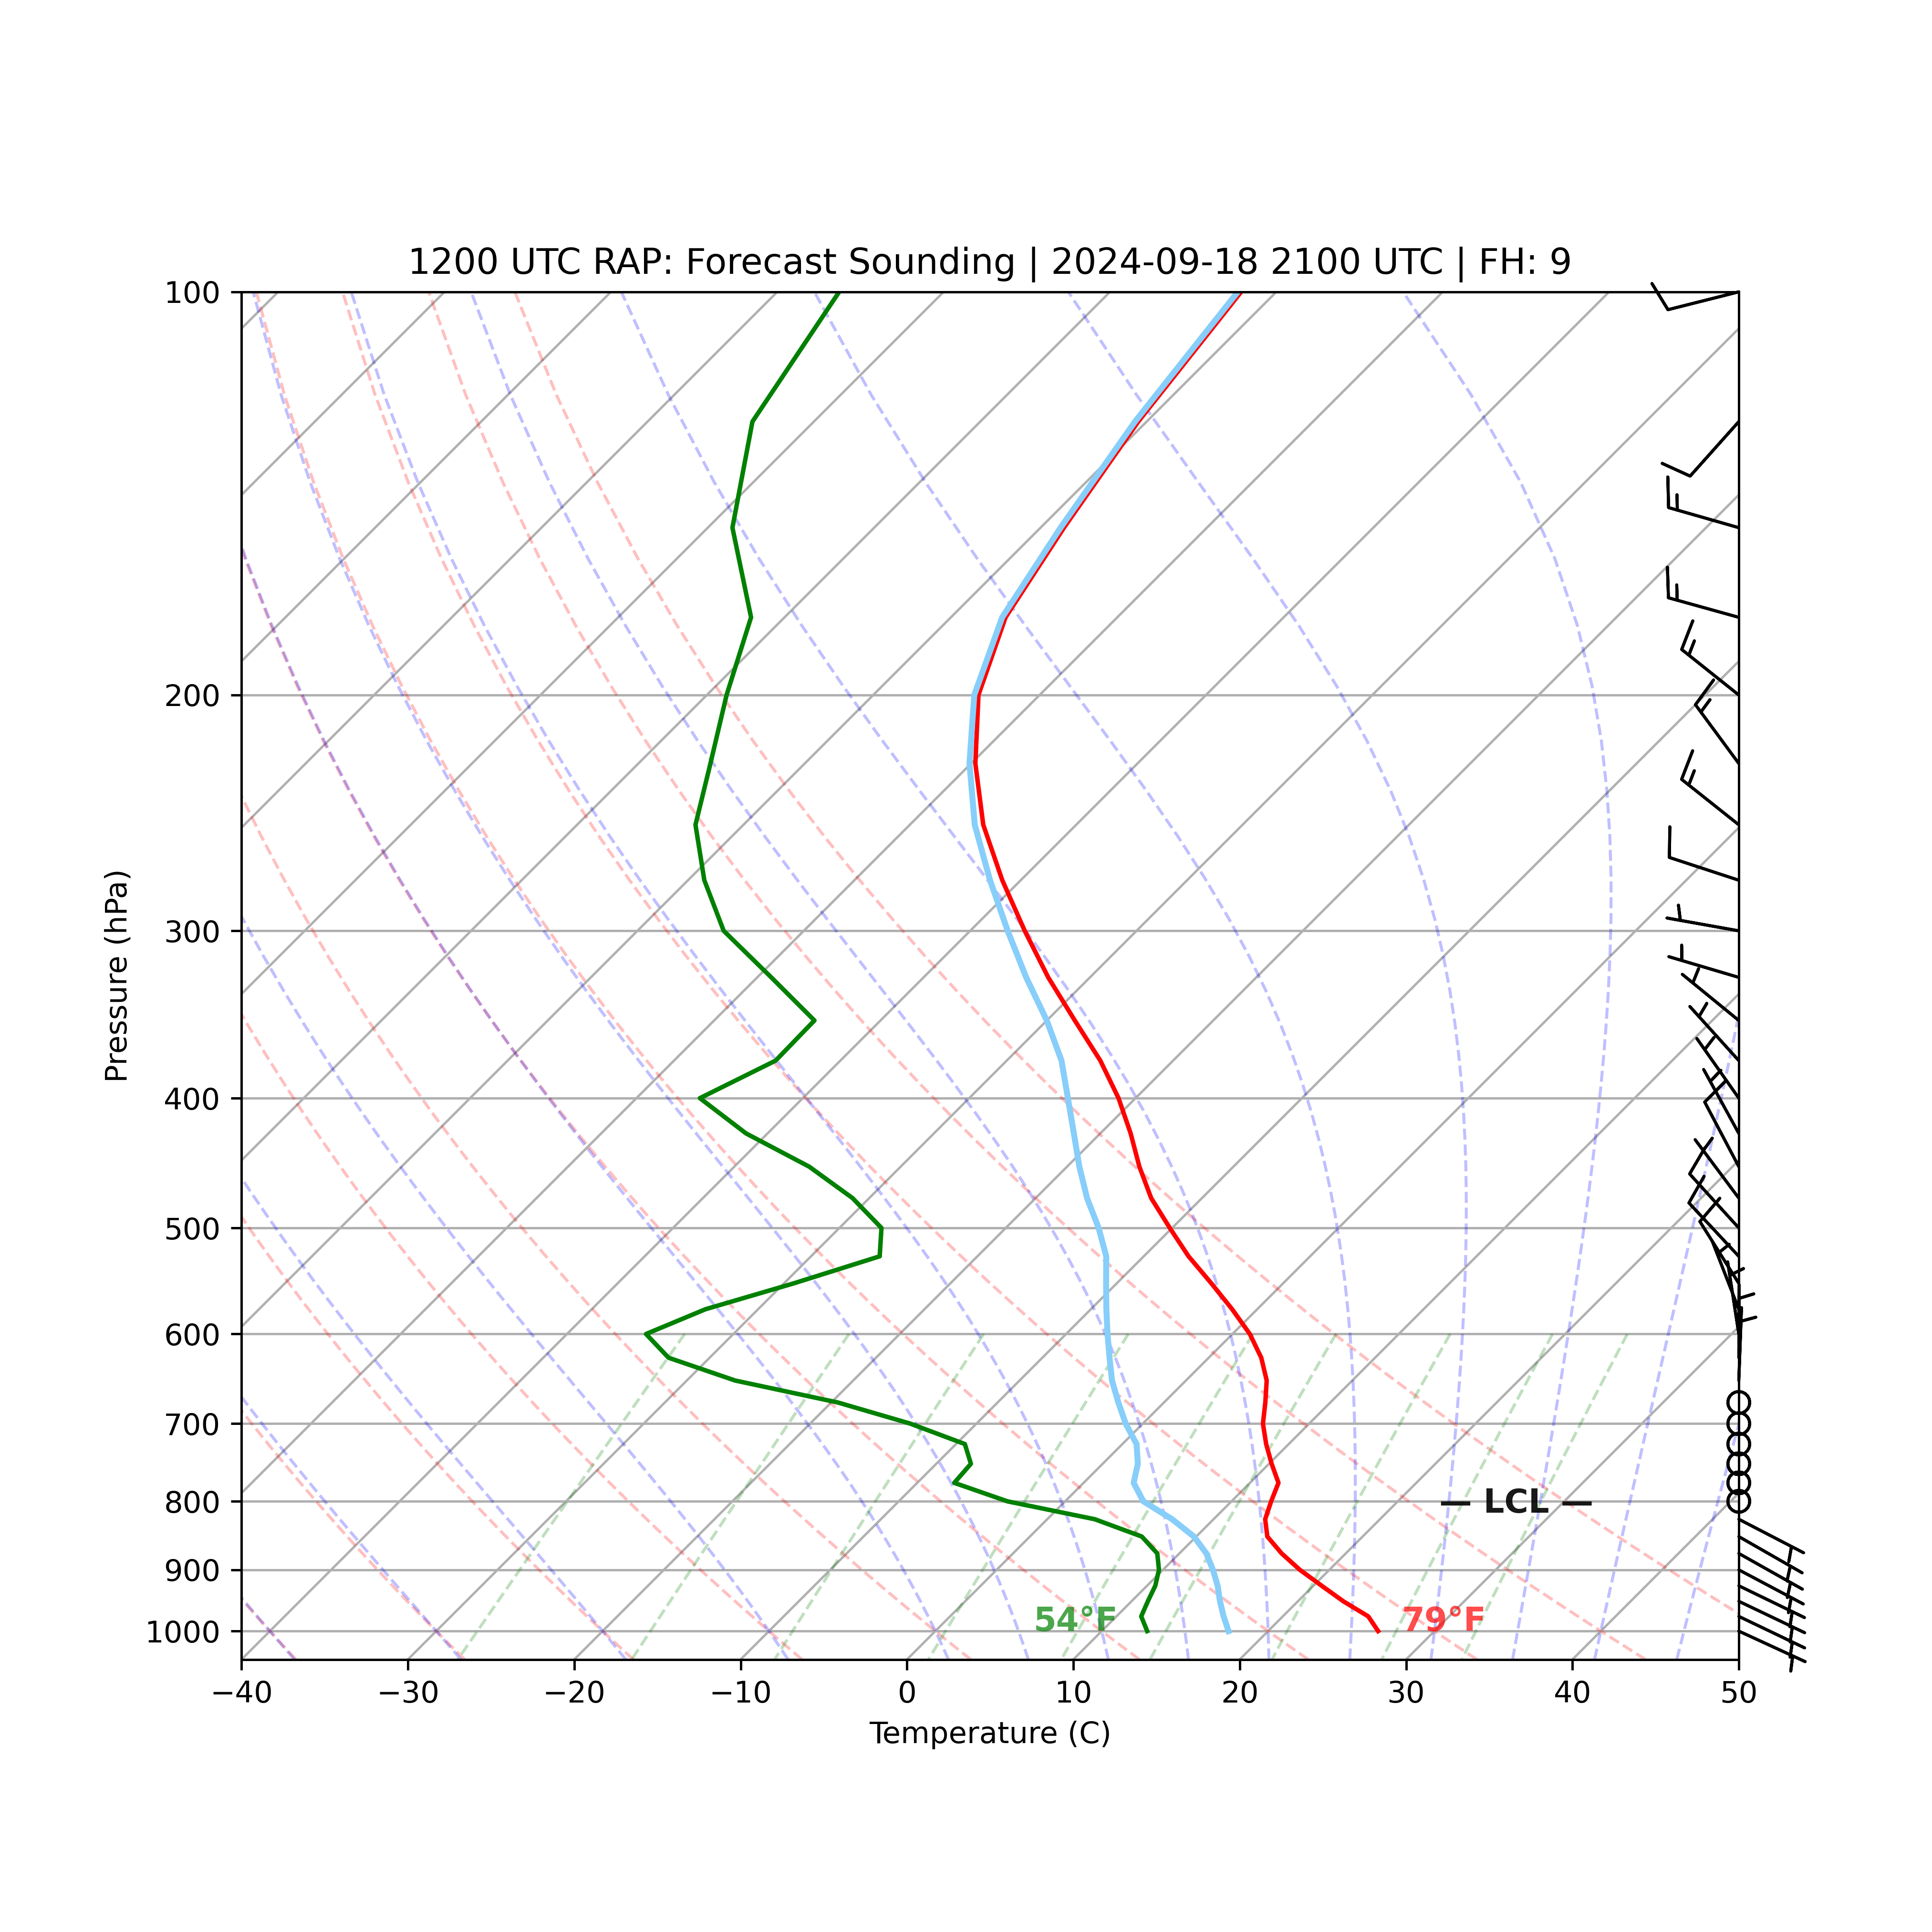 1200 UTC RAP: Forecast Sounding | 2024-09-18 2100 UTC | FH: 9
100
200
300
400
500
600
700
800
900
1000
Pressure (hPa)
— LCL —
54°F
79°F
−40 −30 −20 −10 0 10 20 30 40 50
Temperature (C)